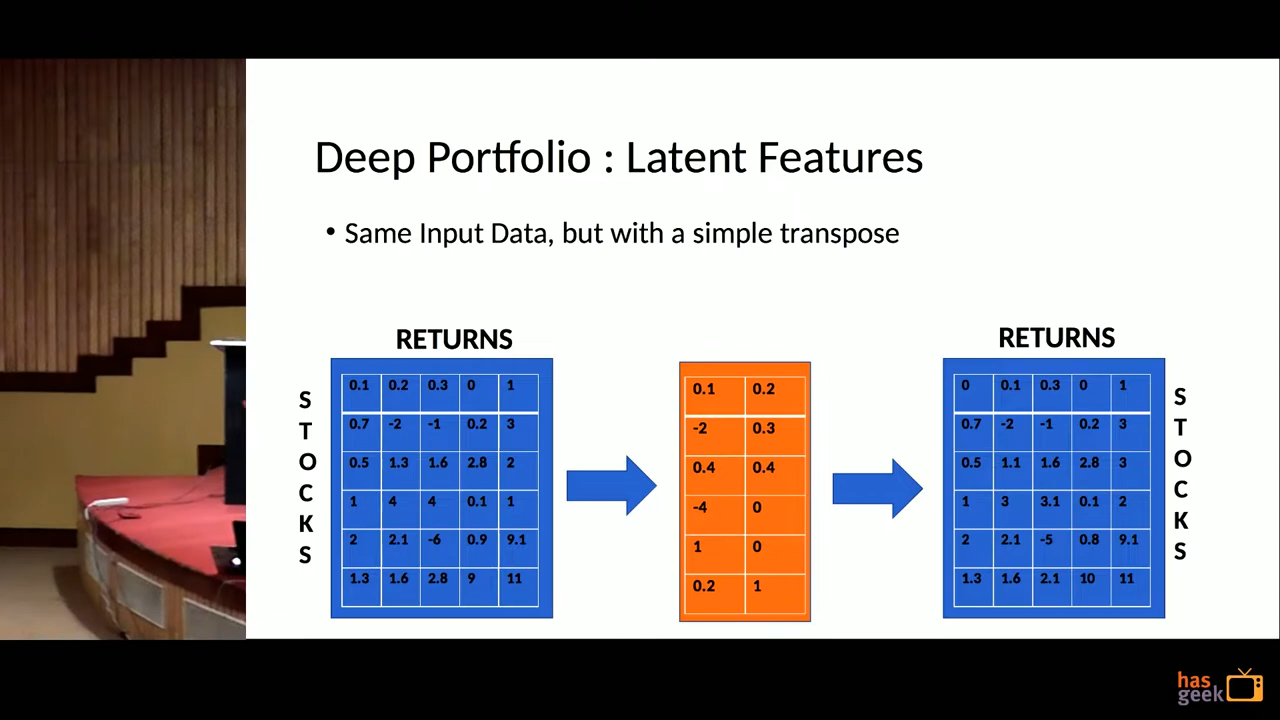 Deep Portfolio : Latent Features
• Same Input Data, but with a simple transpose
RETURNS
STOCKS
0.1 0.2 0.3 0 1
0.7 -2 -1 0.2 3
0.5 1.3 1.6 2.8 2
1 4 4 0.1 1
2 2.1 -6 0.9 9.1
1.3 1.6 2.8 9 11
0.1 0.2
-2 0.3
0.4 0.4
-4 0
1 0
0.2 1
RETURNS
0 0.1 0.3 0 1
0.7 -2 -1 0.2 3
0.5 1.1 1.6 2.8 3
1 3 3.1 0.1 2
2 2.1 -5 0.8 9.1
1.3 1.6 2.1 10 11
STOCKS
has
geek